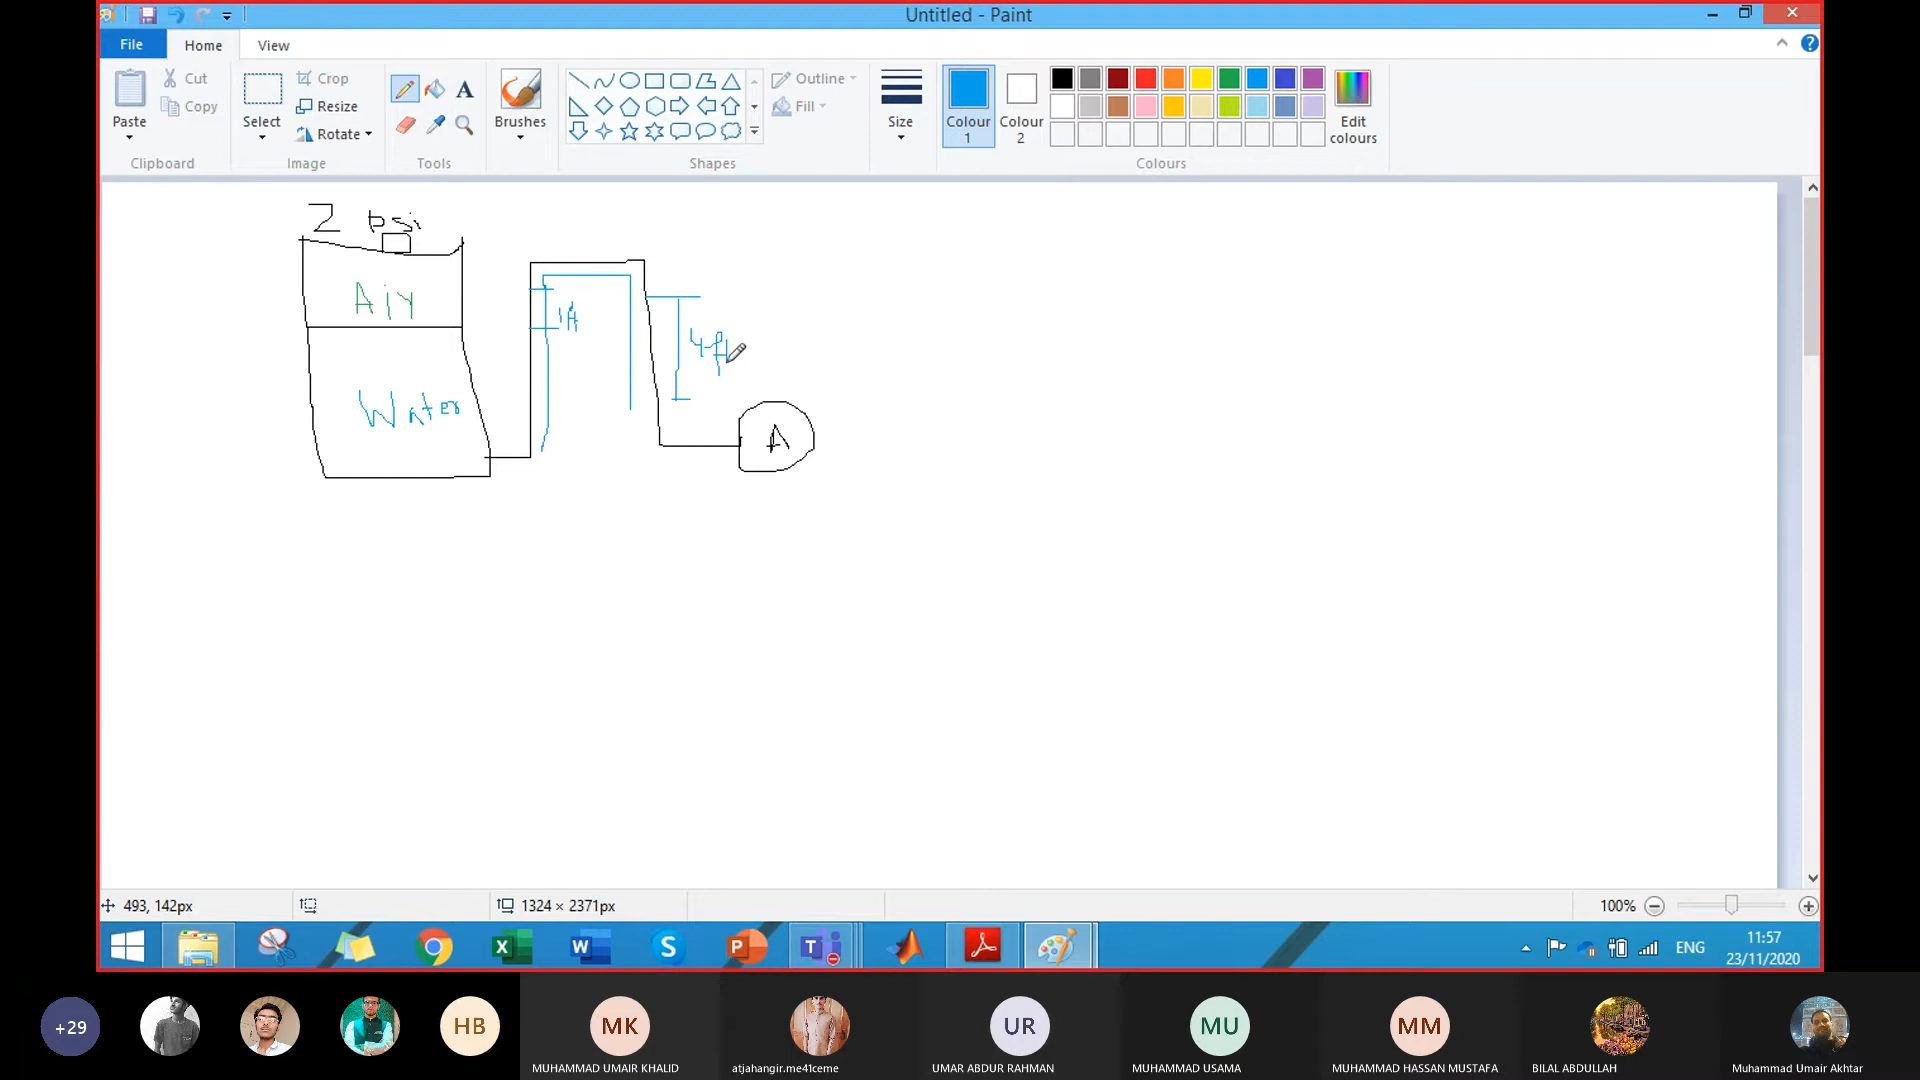 Untitled - Paint
File Home View
Paste Cut Copy Clipboard
Select Crop Resize Rotate Image
Tools
Brushes
Outline Fill Shapes
Size
Colour 1 Colour 2 Edit colours Colours
2 psi
Air
1ft
4ft
Water
A
493, 142px
1324 × 2371px
100%
ENG
11:57
23/11/2020
+29
HB
MK
UR
MU
MM
MUHAMMAD UMAIR KHALID
atjahangir.me41ceme
UMAR ABDUR RAHMAN
MUHAMMAD USAMA
MUHAMMAD HASSAN MUSTAFA
BILAL ABDULLAH
Muhammad Umair Akhtar